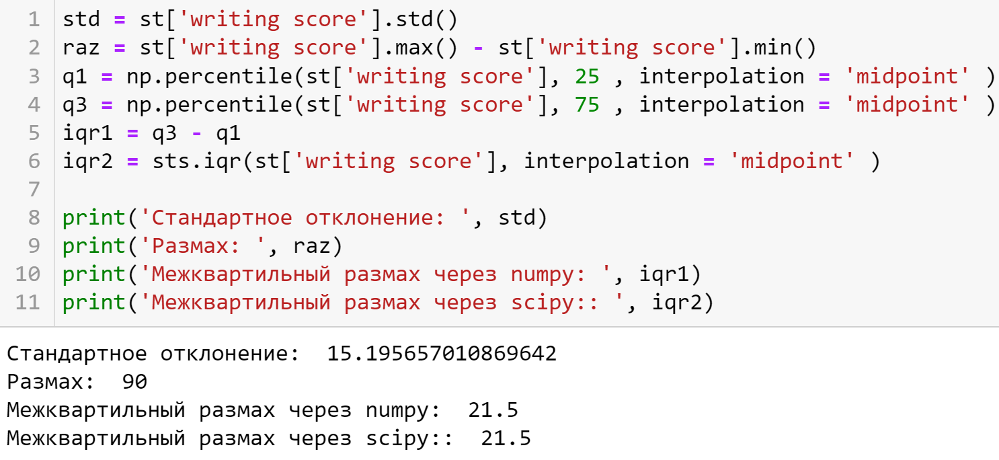 1 std = st['writing score'].std()
2 raz = st['writing score'].max() - st['writing score'].min()
3 q1 = np.percentile(st['writing score'], 25 , interpolation = 'midpoint' )
4 q3 = np.percentile(st['writing score'], 75 , interpolation = 'midpoint' )
5 iqr1 = q3 - q1
6 iqr2 = sts.iqr(st['writing score'], interpolation = 'midpoint' )
7
8 print('Стандартное отклонение: ', std)
9 print('Размах: ', raz)
10 print('Межквартильный размах через numpy: ', iqr1)
11 print('Межквартильный размах через scipy:: ', iqr2)
Стандартное отклонение:  15.195657010869642
Размах:  90
Межквартильный размах через numpy:  21.5
Межквартильный размах через scipy::  21.5